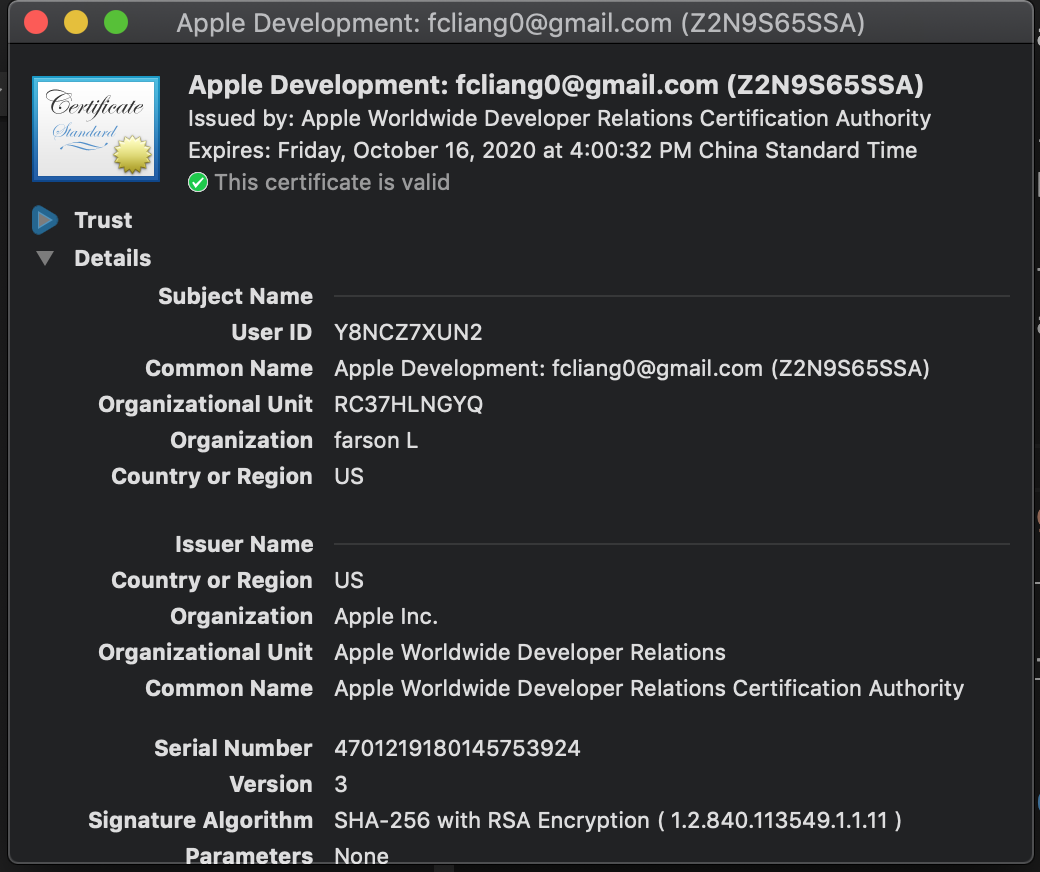 Apple Development: fcliang0@gmail.com (Z2N9S65SSA)
Certificate
Standard
Apple Development: fcliang0@gmail.com (Z2N9S65SSA)
Issued by: Apple Worldwide Developer Relations Certification Authority
Expires: Friday, October 16, 2020 at 4:00:32 PM China Standard Time
This certificate is valid
Trust
Details
Subject Name
User ID Y8NCZ7XUN2
Common Name Apple Development: fcliang0@gmail.com (Z2N9S65SSA)
Organizational Unit RC37HLNGYQ
Organization farson L
Country or Region US
Issuer Name
Country or Region US
Organization Apple Inc.
Organizational Unit Apple Worldwide Developer Relations
Common Name Apple Worldwide Developer Relations Certification Authority
Serial Number 4701219180145753924
Version 3
Signature Algorithm SHA-256 with RSA Encryption ( 1.2.840.113549.1.1.11 )
Parameters None